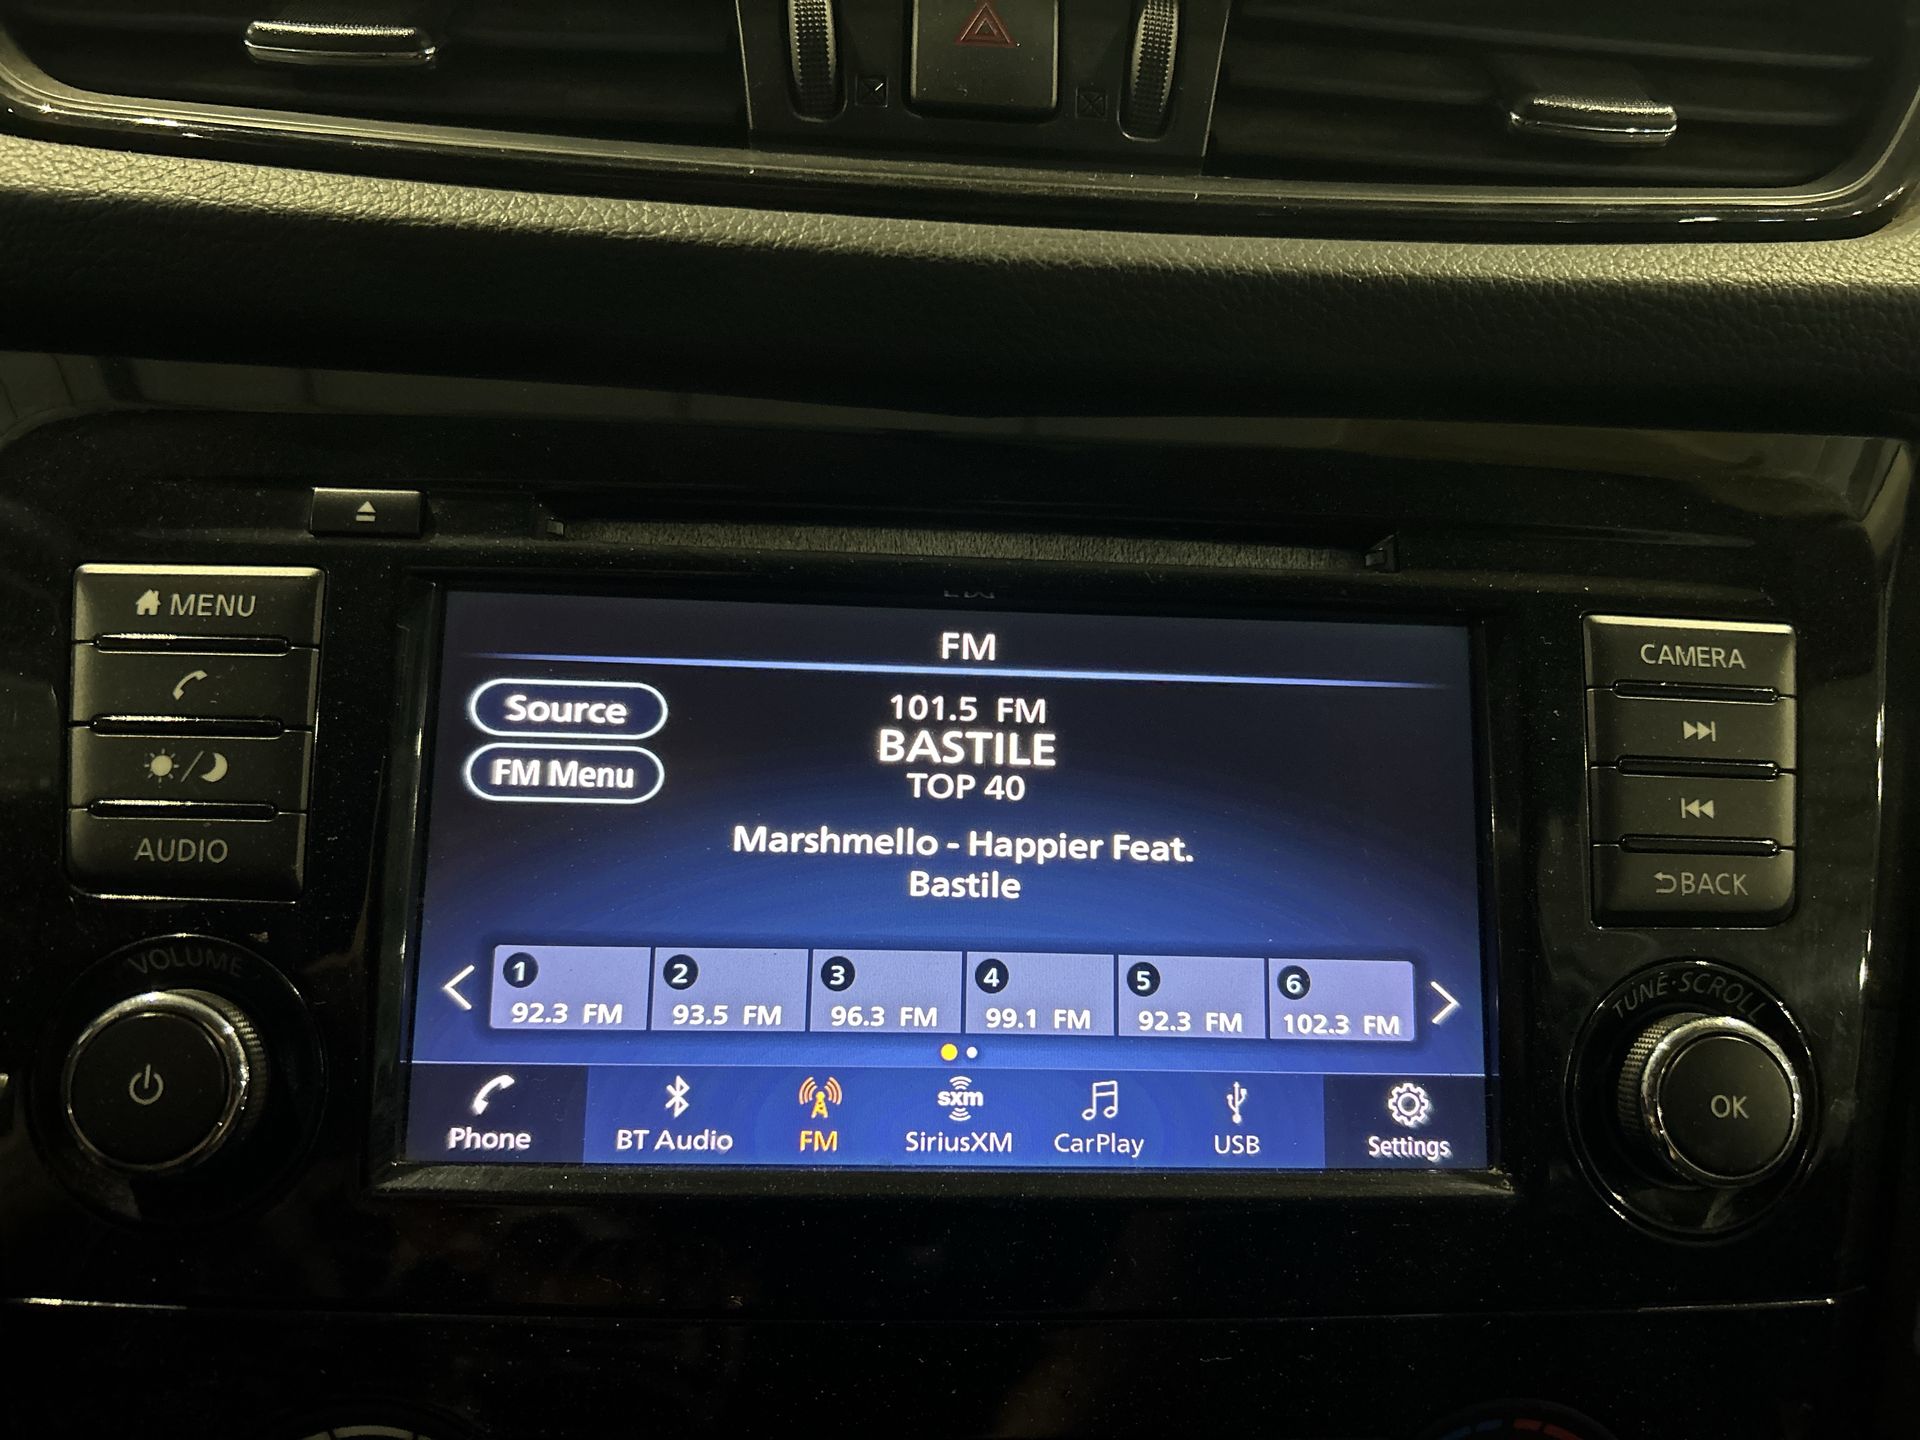 MENU
AUDIO
VOLUME
FM
Source
FM Menu
101.5 FM
BASTILE
TOP 40
Marshmello - Happier Feat.
Bastile
1
92.3 FM
2
93.5 FM
3
96.3 FM
4
99.1 FM
5
92.3 FM
6
102.3 FM
Phone
BT Audio
FM
sxm
SiriusXM
CarPlay
USB
Settings
CAMERA
BACK
TUNE·SCROLL
OK